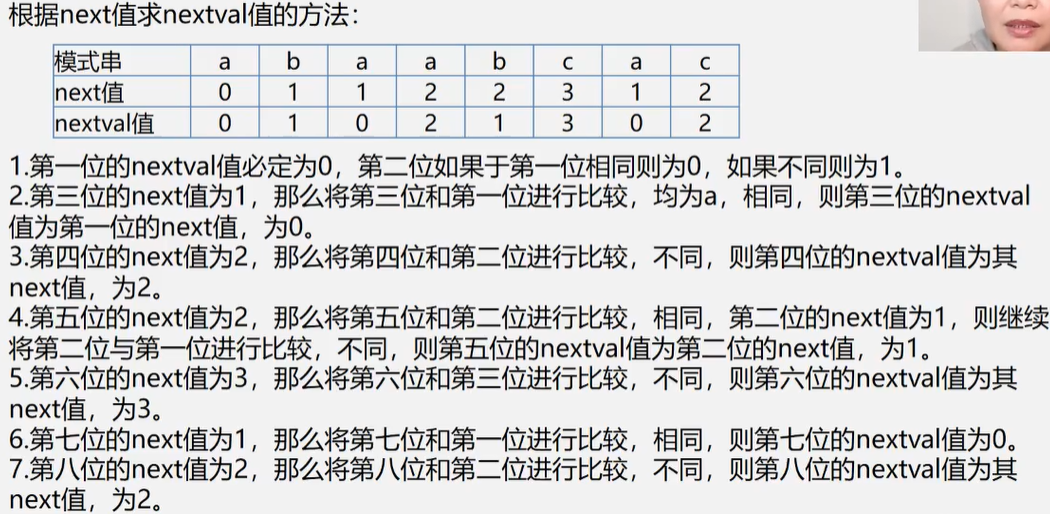 根据next值求nextval值的方法：
模式串 a b a a b c a c
next值 0 1 1 2 2 3 1 2
nextval值 0 1 0 2 1 3 0 2
1.第一位的nextval值必定为0，第二位如果于第一位相同则为0，如果不同则为1。
2.第三位的next值为1，那么将第三位和第一位进行比较，均为a，相同，则第三位的nextval
值为第一位的next值，为0。
3.第四位的next值为2，那么将第四位和第二位进行比较，不同，则第四位的nextval值为其
next值，为2。
4.第五位的next值为2，那么将第五位和第二位进行比较，相同，第二位的next值为1，则继续
将第二位与第一位进行比较，不同，则第五位的nextval值为第二位的next值，为1。
5.第六位的next值为3，那么将第六位和第三位进行比较，不同，则第六位的nextval值为其
next值，为3。
6.第七位的next值为1，那么将第七位和第一位进行比较，相同，则第七位的nextval值为0。
7.第八位的next值为2，那么将第八位和第二位进行比较，不同，则第八位的nextval值为其
next值，为2。